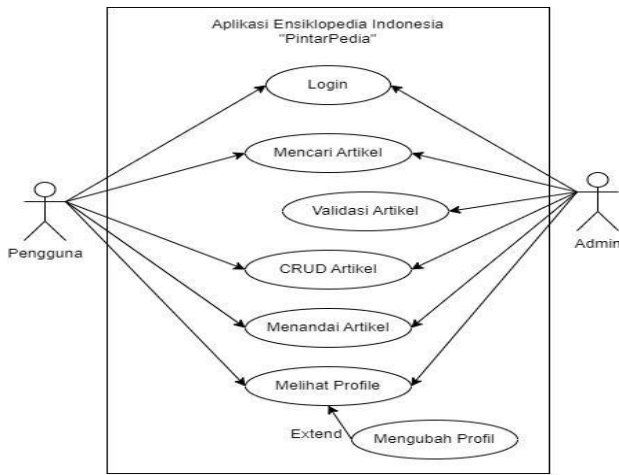 Aplikasi Ensiklopedia Indonesia
"PintarPedia"
Login
Mencari Artikel
Validasi Artikel
Pengguna
Admin
CRUD Artikel
Menandai Artikel
Melihat Profile
Extend
Mengubah Profil